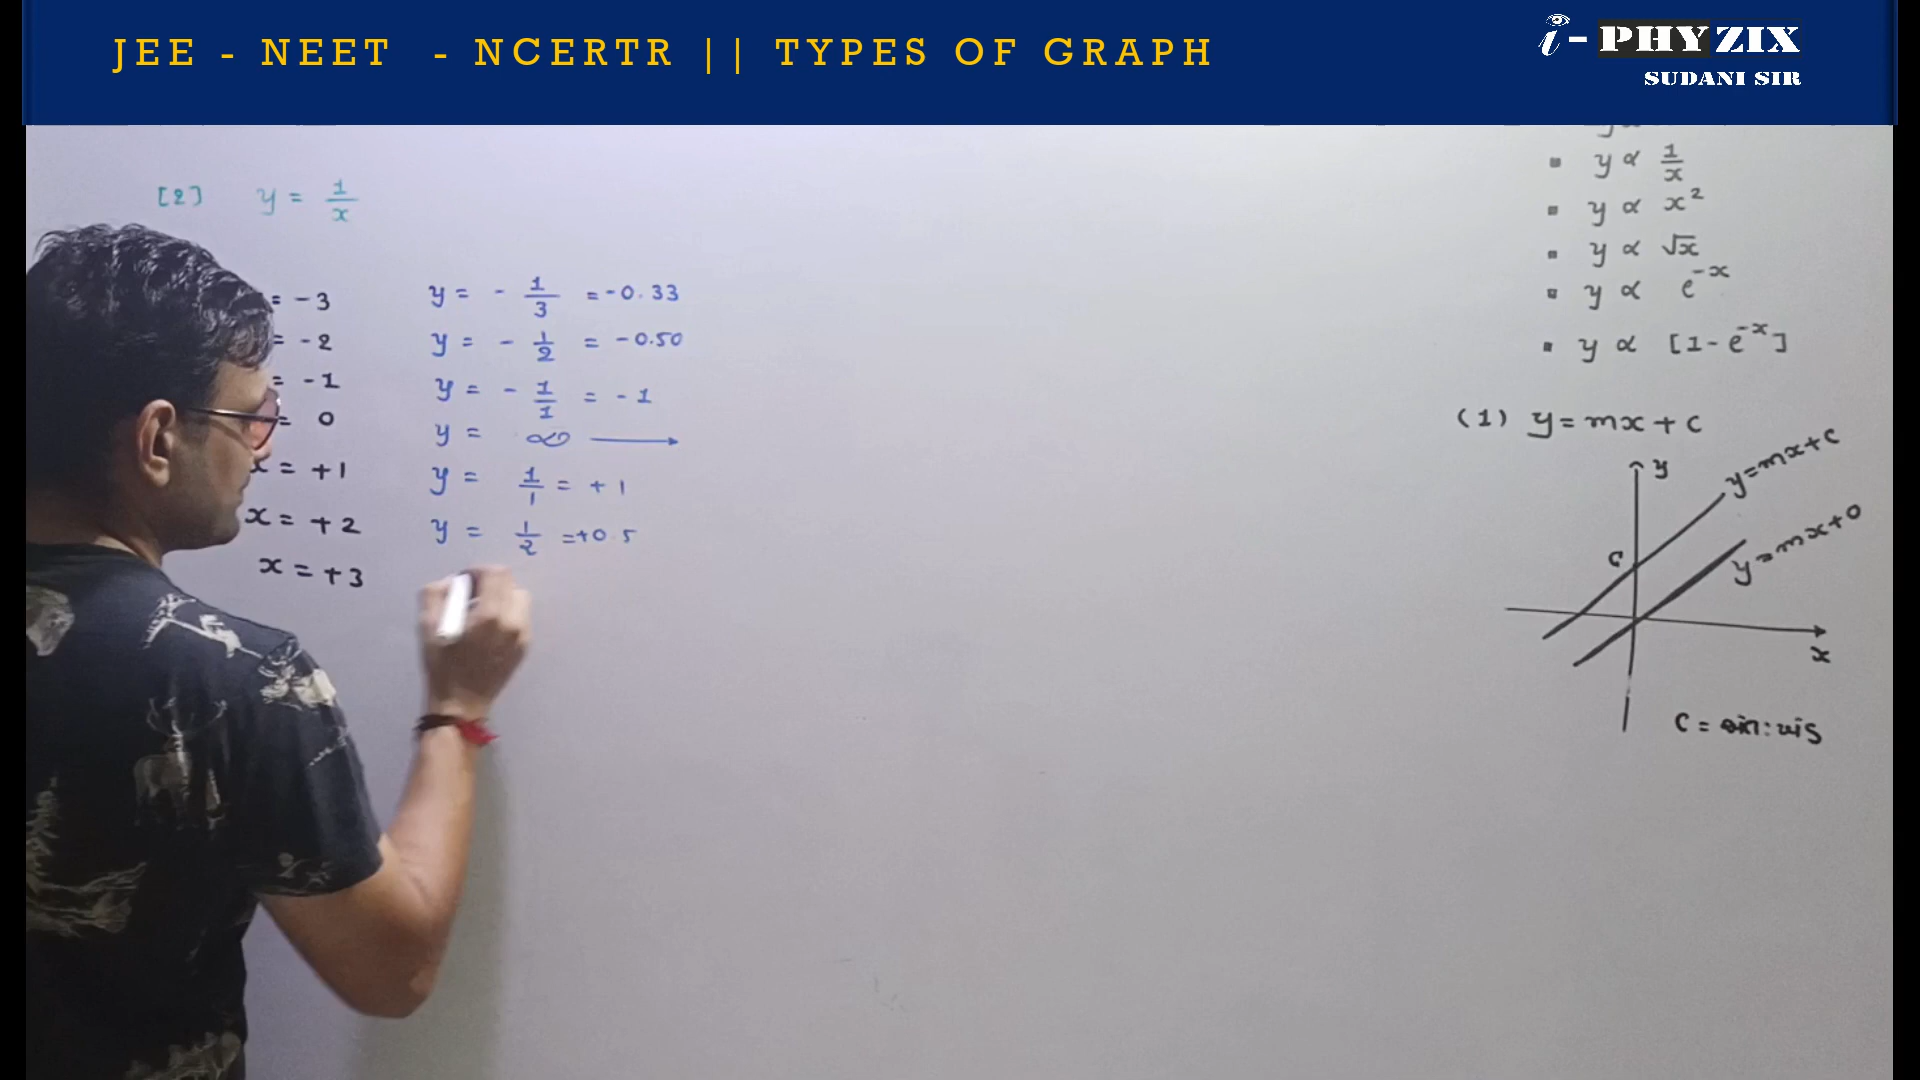 JEE - NEET - NCERTR || TYPES OF GRAPH
i-PHYZIX
SUDANI SIR
[2] y = 1/x
= -3 y = - 1/3 = -0.33
= -2 y = - 1/2 = -0.50
= -1 y = - 1/1 = -1
= 0 y = ∞ →
x = +1 y = 1/1 = +1
x = +2 y = 1/2 = +0.5
x = +3
▪ y ∝ 1/x
▪ y ∝ x²
▪ y ∝ √x
▪ y ∝ e^-x
▪ y ∝ [1-e^-x]
(1) y = mx + c
y
y=mx+c
c
y=mx+0
x
C =